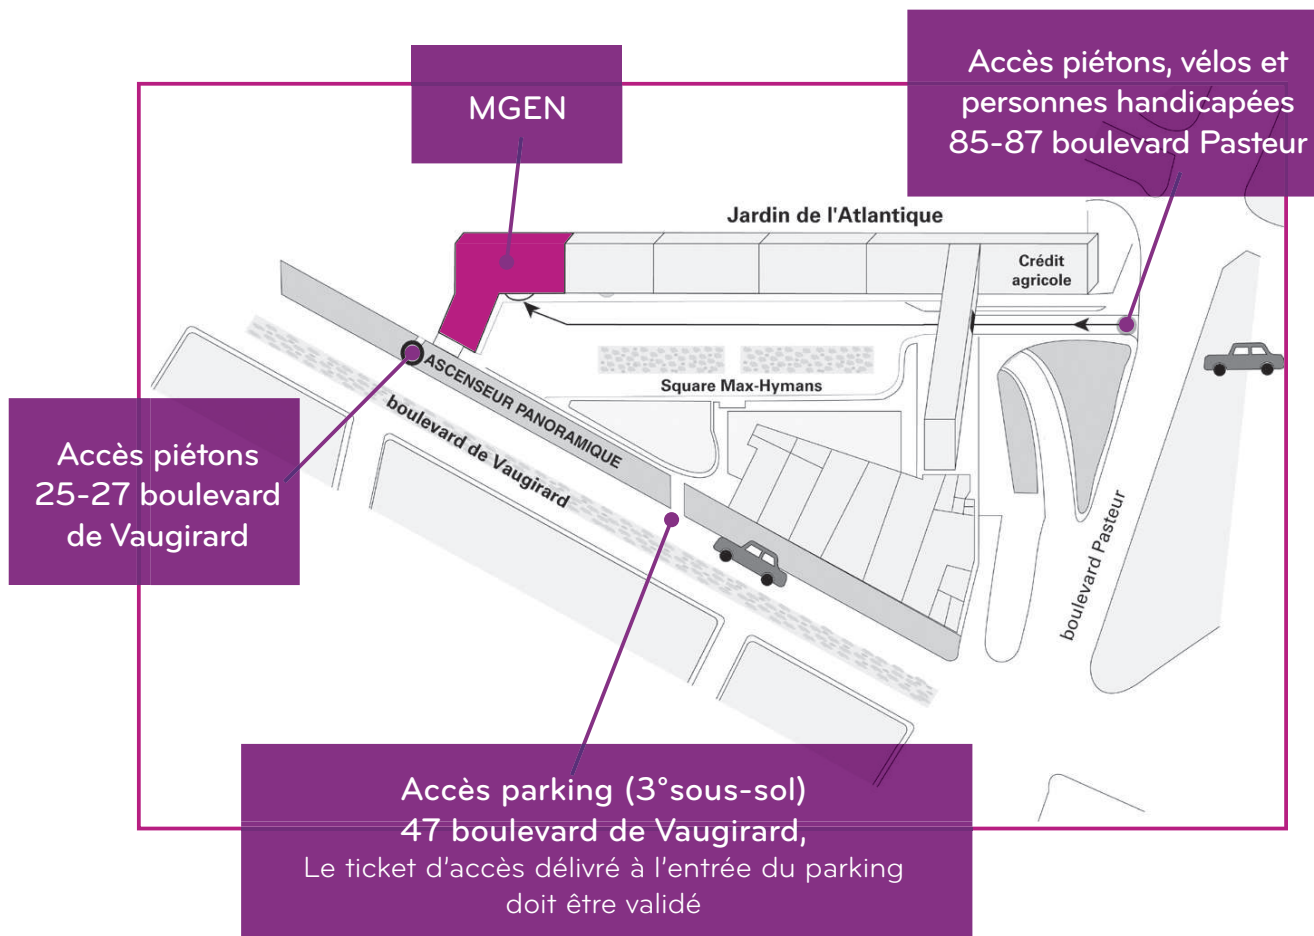 MGEN
Accès piétons, vélos et
personnes handicapées
85-87 boulevard Pasteur
Jardin de l'Atlantique
Crédit
agricole
Square Max-Hymans
ASCENSEUR PANORAMIQUE
boulevard de Vaugirard
Accès piétons
25-27 boulevard
de Vaugirard
boulevard Pasteur
Accès parking (3°sous-sol)
47 boulevard de Vaugirard,
Le ticket d'accès délivré à l'entrée du parking
doit être validé